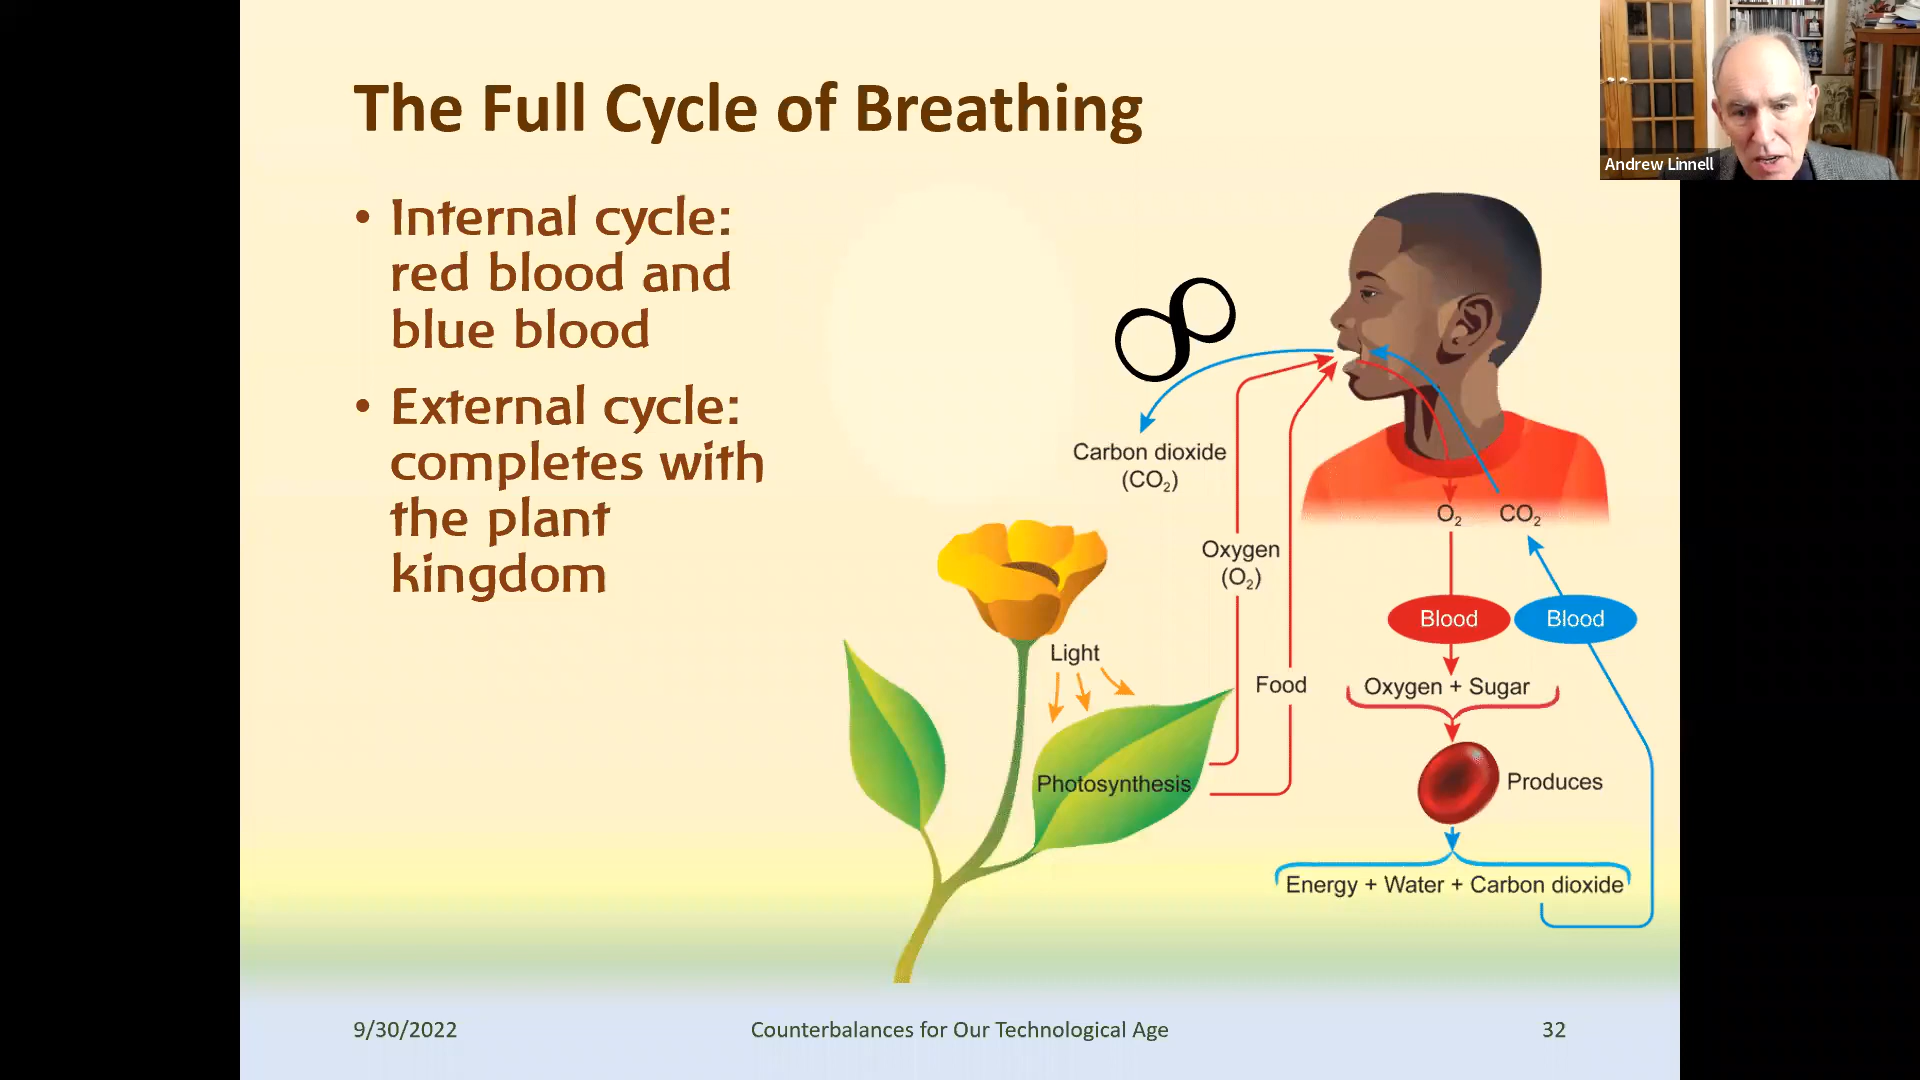 The Full Cycle of Breathing
Andrew Linnell
• Internal cycle:
red blood and
blue blood
• External cycle:
completes with
the plant
kingdom
∞
Carbon dioxide
(CO₂)
Oxygen
(O₂)
O₂
CO₂
Blood
Blood
Light
Food
Oxygen + Sugar
Photosynthesis
Produces
Energy + Water + Carbon dioxide
9/30/2022
Counterbalances for Our Technological Age
32